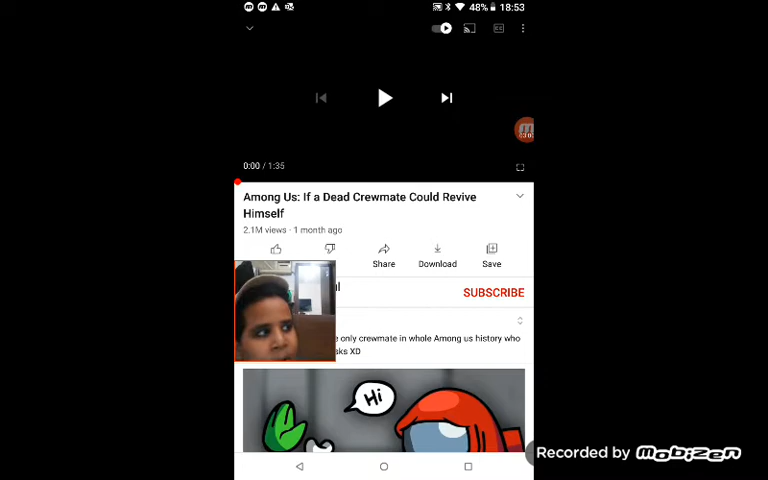 48% 18:53
0:00 / 1:35
Among Us: If a Dead Crewmate Could Revive
Himself
2.1M views · 1 month ago
Share Download Save
SUBSCRIBE
only crewmate in whole Among us history who
XD
Hi
Recorded by mobizen